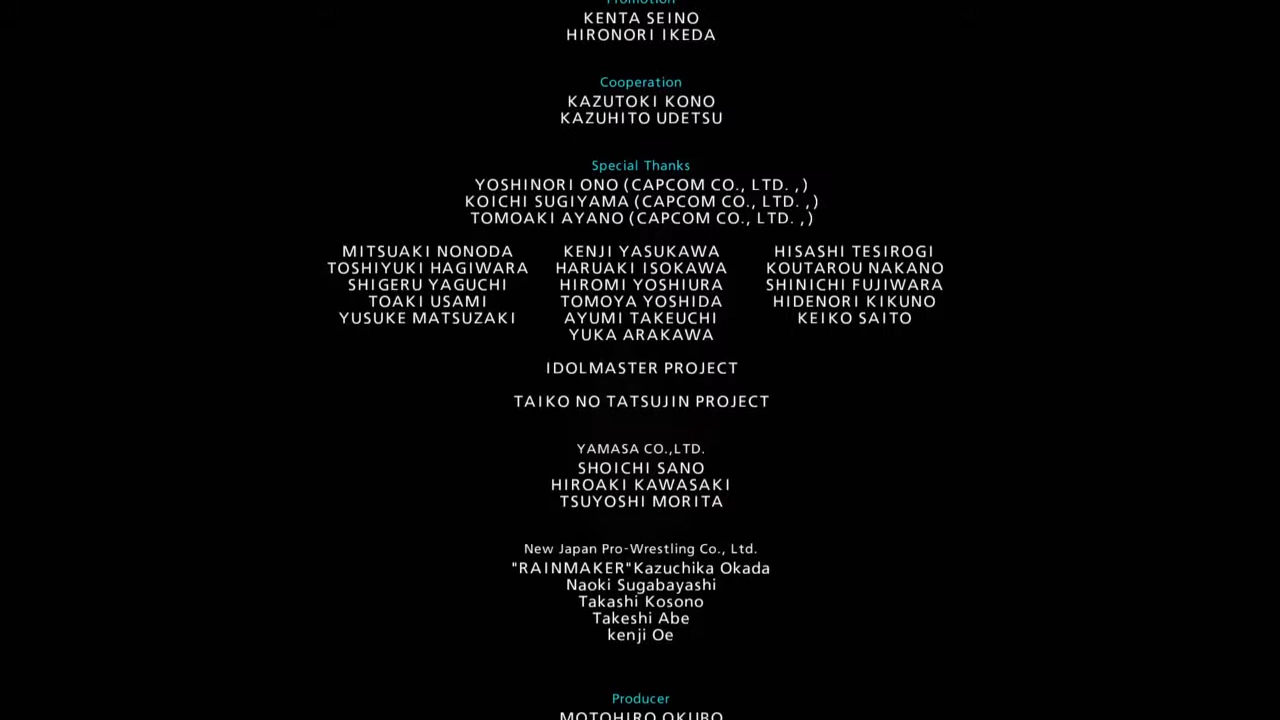 Promotion
KENTA SEINO
HIRONORI IKEDA
Cooperation
KAZUTOKI KONO
KAZUHITO UDETSU
Special Thanks
YOSHINORI ONO (CAPCOM CO., LTD. ,)
KOICHI SUGIYAMA (CAPCOM CO., LTD. ,)
TOMOAKI AYANO (CAPCOM CO., LTD. ,)
MITSUAKI NONODA KENJI YASUKAWA HISASHI TESIROGI
TOSHIYUKI HAGIWARA HARUAKI ISOKAWA KOUTAROU NAKANO
SHIGERU YAGUCHI HIROMI YOSHIURA SHINICHI FUJIWARA
TOAKI USAMI TOMOYA YOSHIDA HIDENORI KIKUNO
YUSUKE MATSUZAKI AYUMI TAKEUCHI KEIKO SAITO
YUKA ARAKAWA
IDOLMASTER PROJECT
TAIKO NO TATSUJIN PROJECT
YAMASA CO.,LTD.
SHOICHI SANO
HIROAKI KAWASAKI
TSUYOSHI MORITA
New Japan Pro-Wrestling Co., Ltd.
"RAINMAKER"Kazuchika Okada
Naoki Sugabayashi
Takashi Kosono
Takeshi Abe
kenji Oe
Producer
MOTOHIRO OKUBO